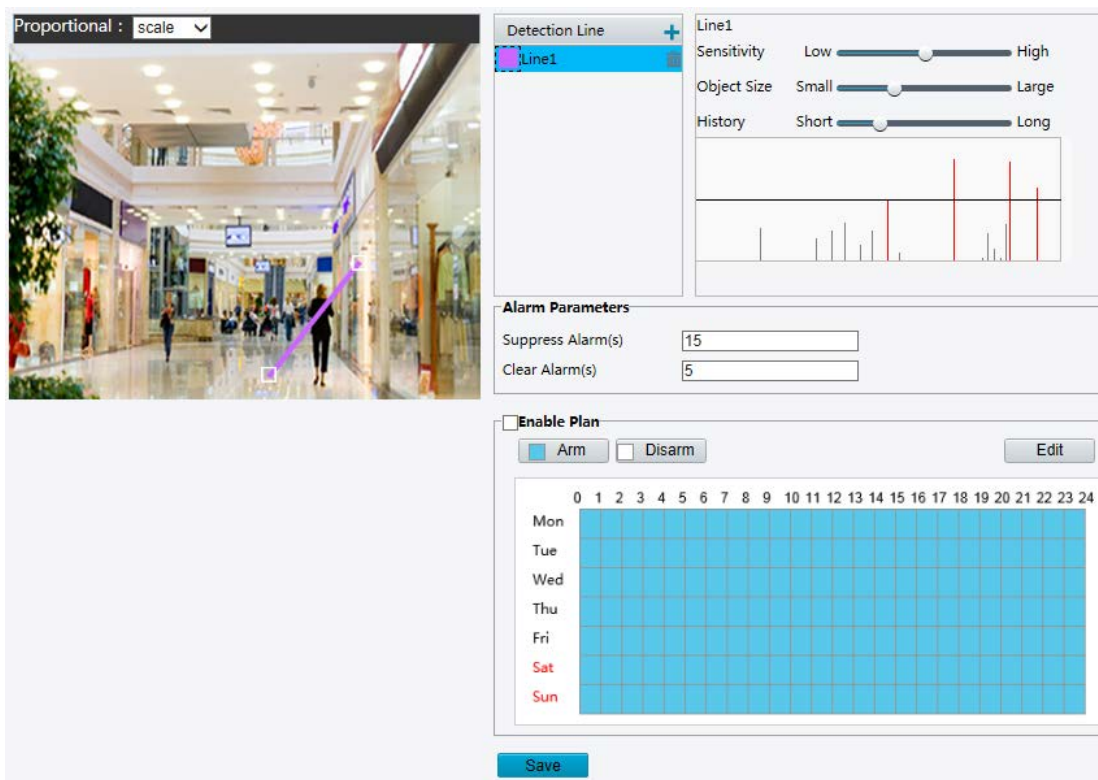 Proportional : scale
Detection Line
Line1
Line1
Sensitivity Low High
Object Size Small Large
History Short Long
Alarm Parameters
Suppress Alarm(s) 15
Clear Alarm(s) 5
Enable Plan
Arm Disarm Edit
0 1 2 3 4 5 6 7 8 9 10 11 12 13 14 15 16 17 18 19 20 21 22 23 24
Mon
Tue
Wed
Thu
Fri
Sat
Sun
Save